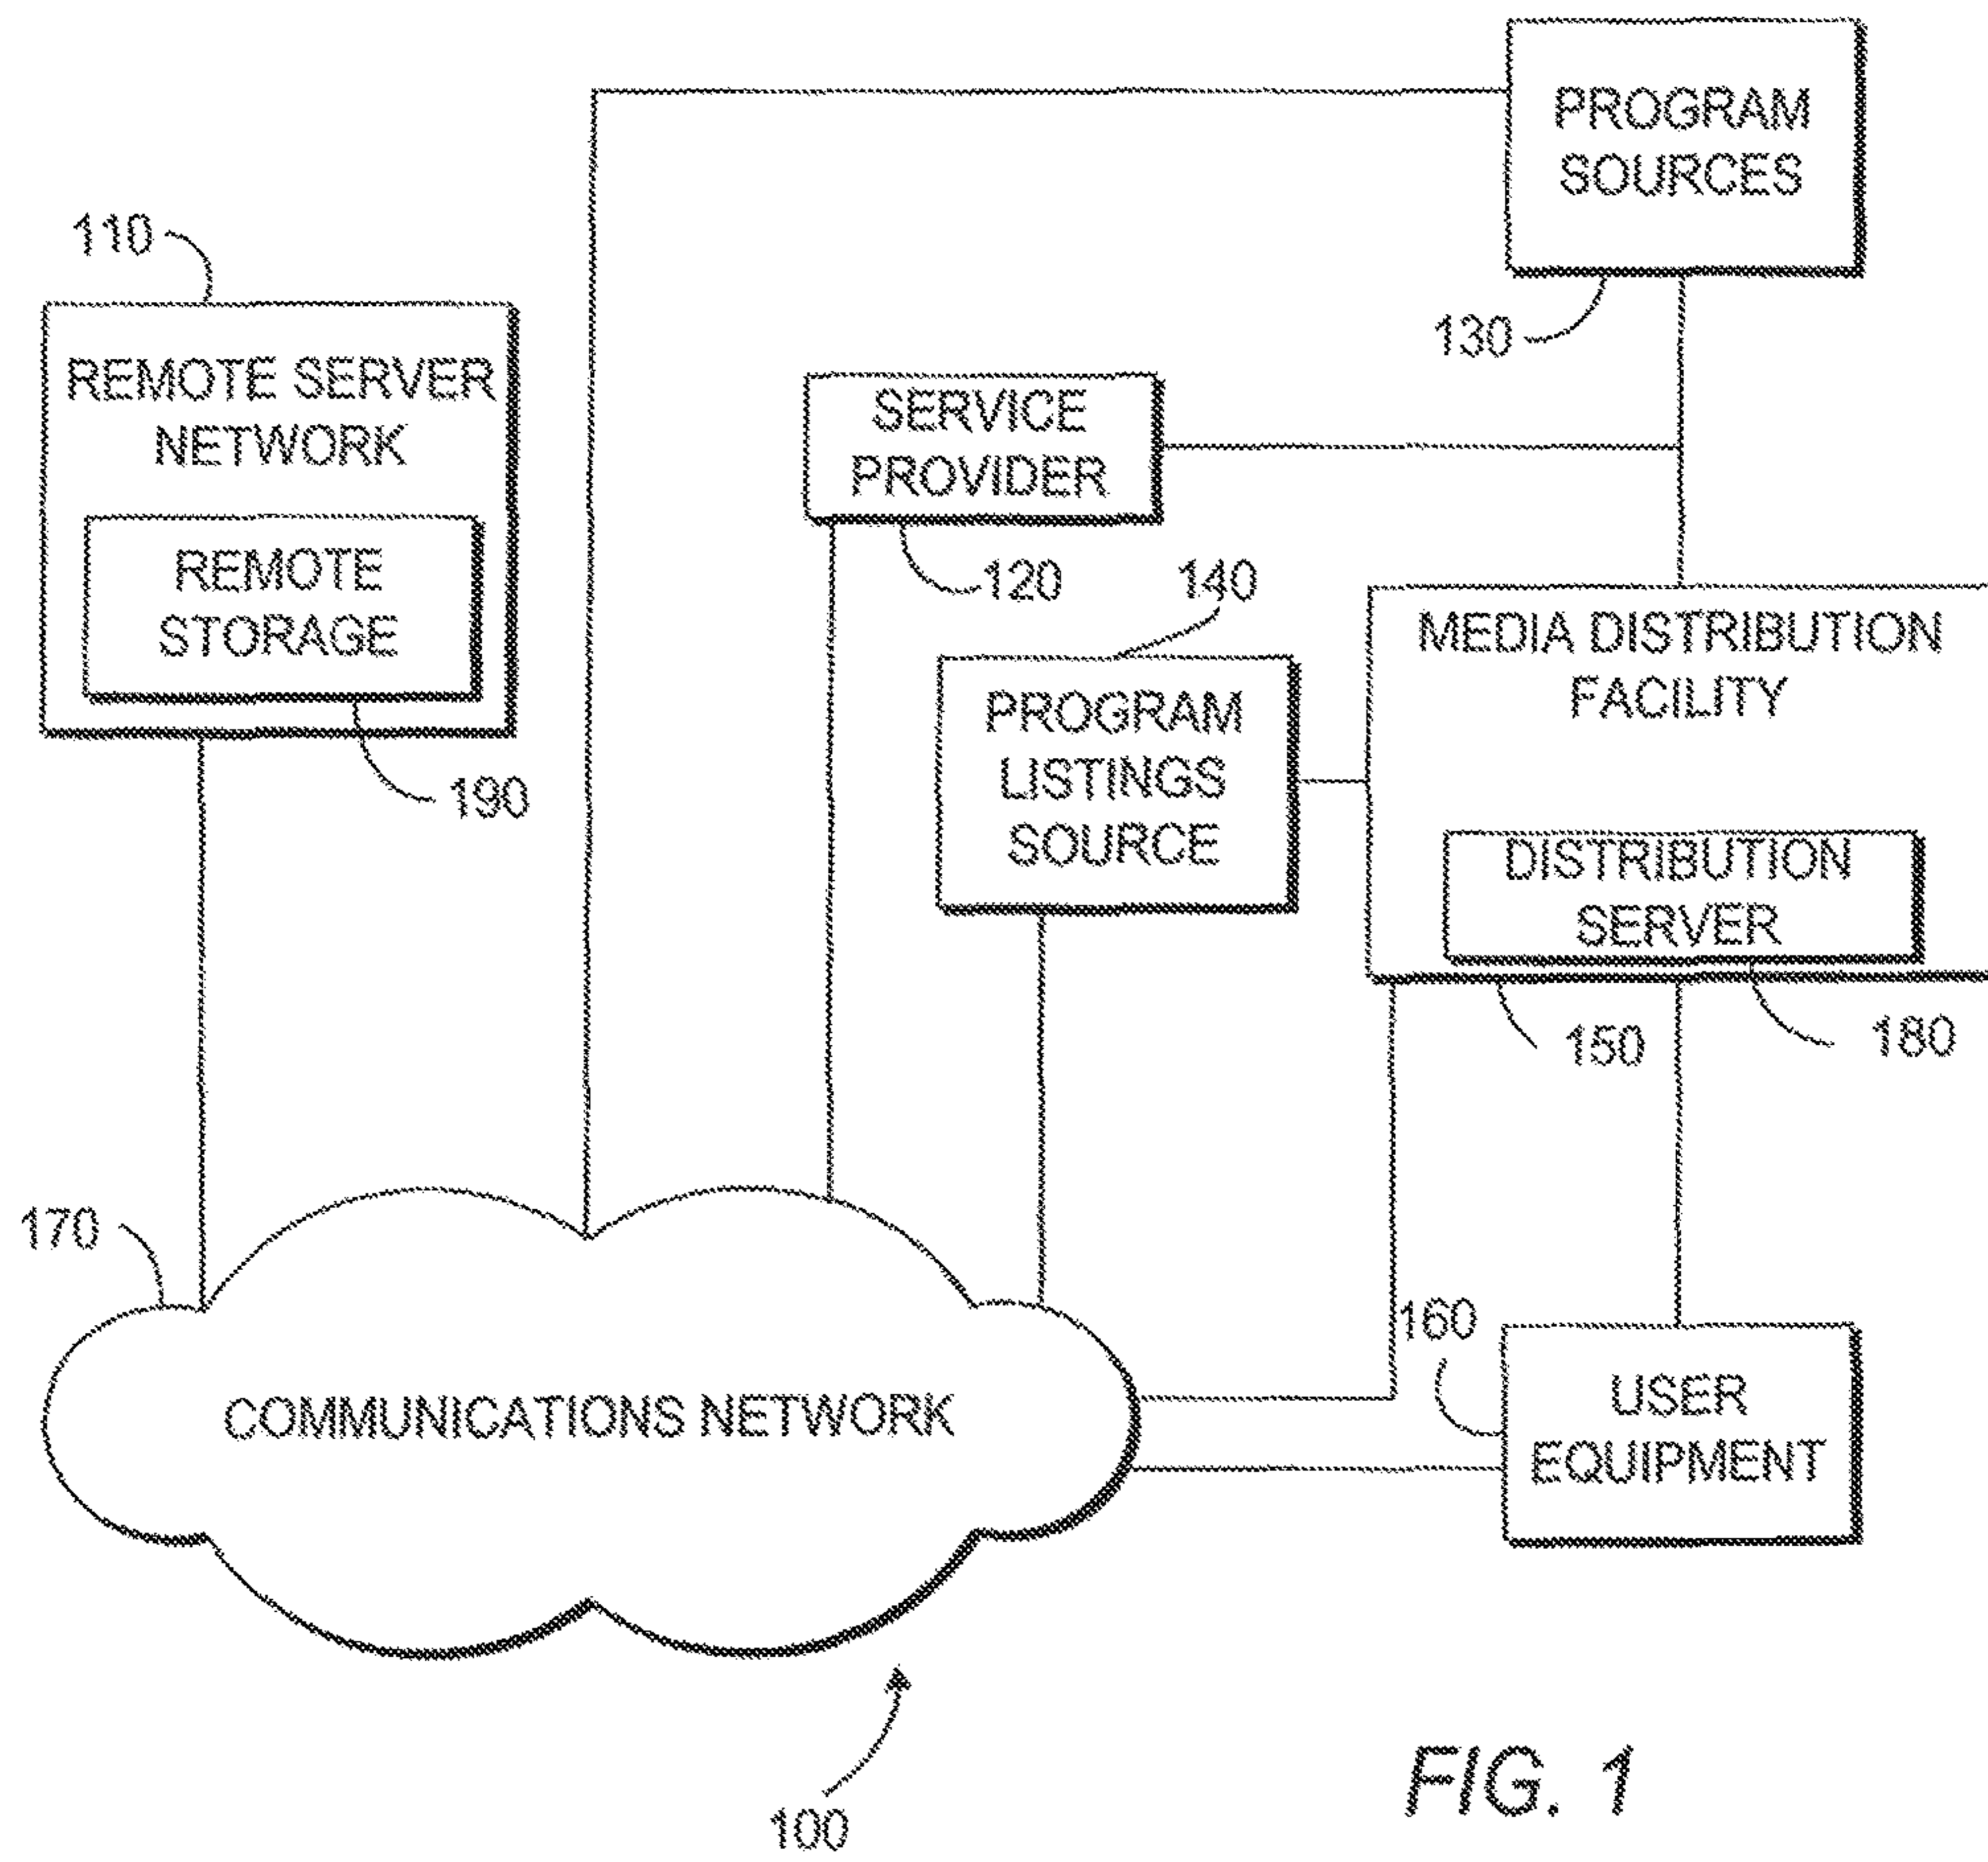 PROGRAM
SOURCES
130
110
REMOTE SERVER
NETWORK
REMOTE
STORAGE
190
SERVICE
PROVIDER
120
140
PROGRAM
LISTINGS
SOURCE
MEDIA DISTRIBUTION
FACILITY
DISTRIBUTION
SERVER
150
180
170
COMMUNICATIONS NETWORK
160
USER
EQUIPMENT
100
FIG. 1